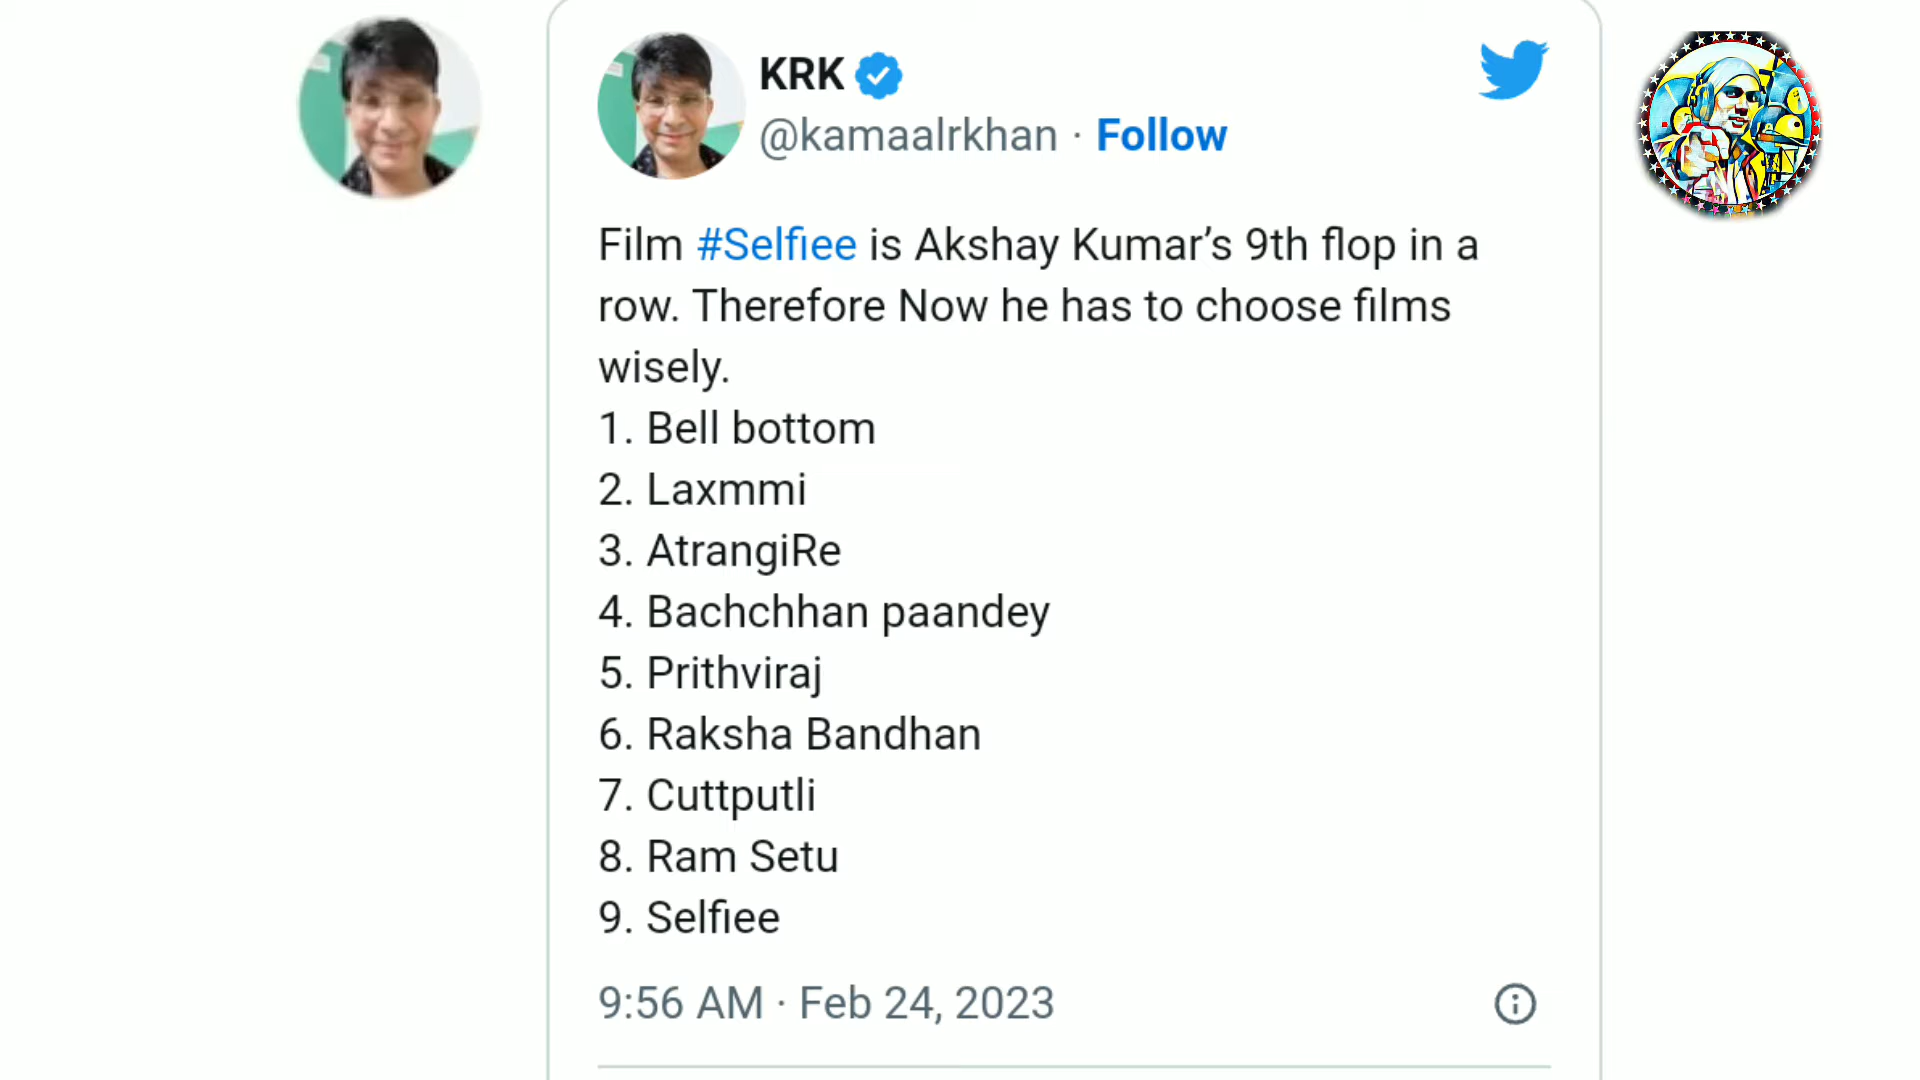 KRK
@kamaalrkhan · Follow
Film #Selfiee is Akshay Kumar’s 9th flop in a
row. Therefore Now he has to choose films
wisely.
1. Bell bottom
2. Laxmmi
3. AtrangiRe
4. Bachchhan paandey
5. Prithviraj
6. Raksha Bandhan
7. Cuttputli
8. Ram Setu
9. Selfiee
9:56 AM · Feb 24, 2023